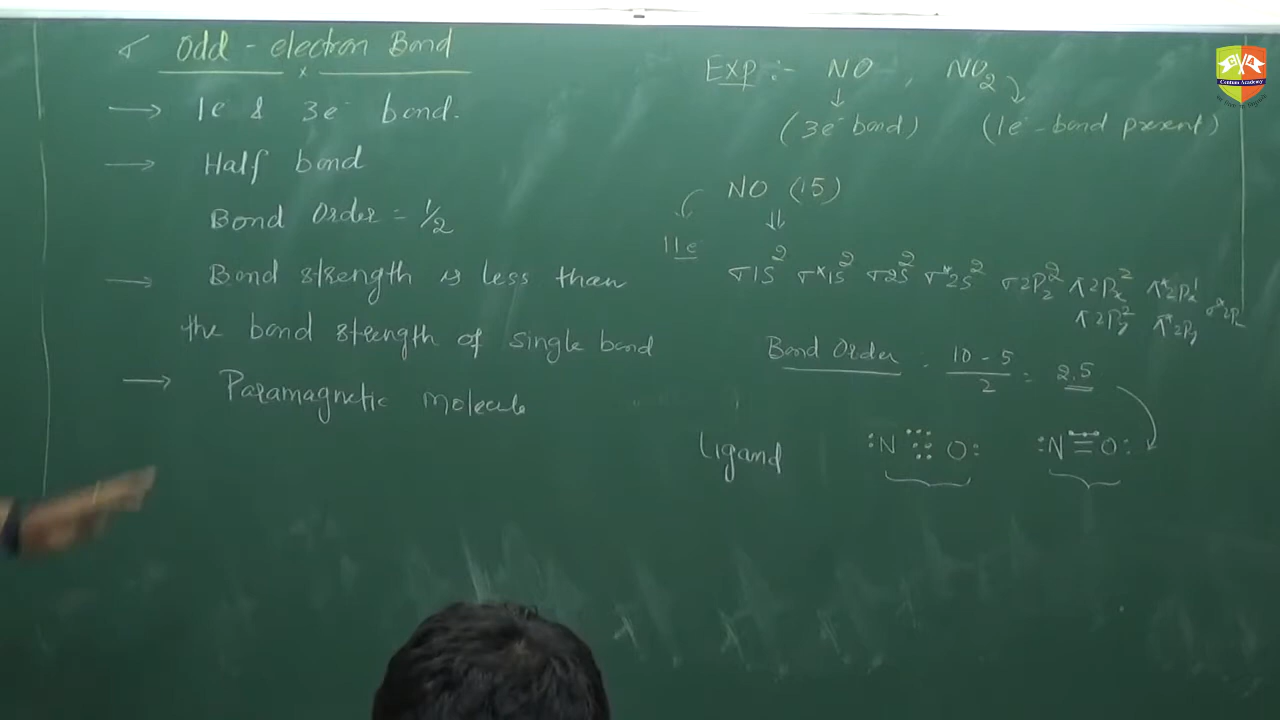 Odd - electron Bond
→ 1e & 3e⁻ bond.
→ Half bond
Bond Order = 1/2
→ Bond strength is less than
the bond strength of single bond
→ Paramagnetic molecule
Exp :- NO , NO₂
(3e⁻ bond) (1e⁻ - bond present)
NO (15)
11e
σ1s² σ*1s² σ2s² σ*2s² σ2Pz² π2Px² π*2Px¹
π2Py² π*2Py
Bond Order = (10 - 5)/2 = 2.5
Ligand :N O: :N O:
Centum Academy